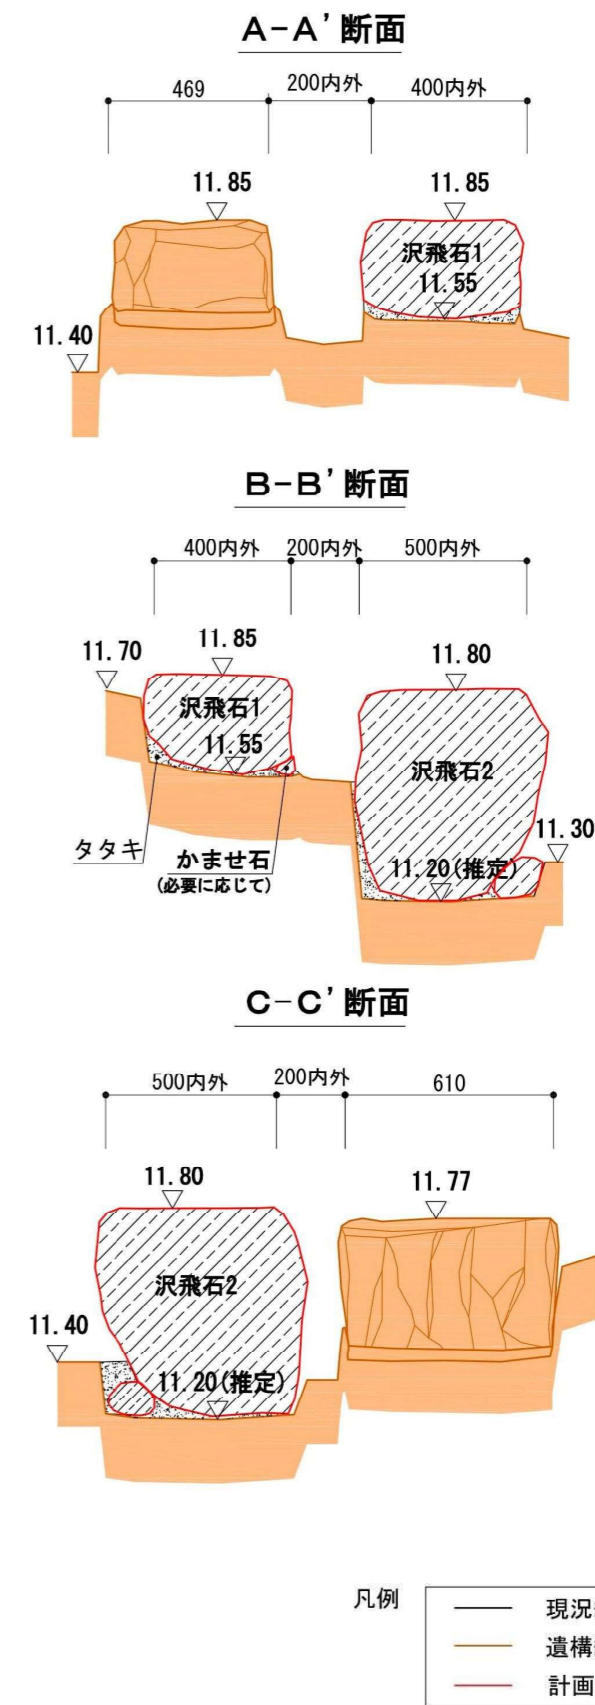 A-A'断面
469
200内外
400内外
11.85
11.85
沢飛石1
11.55
11.40
B-B'断面
400内外
200内外
500内外
11.70
11.85
11.80
沢飛石1
11.55
沢飛石2
タタキ
かませ石
(必要に応じて)
11.20(推定)
11.30
C-C'断面
500内外
200内外
610
11.80
11.77
沢飛石2
11.40
11.20(推定)
凡例
現況
遺構
計画